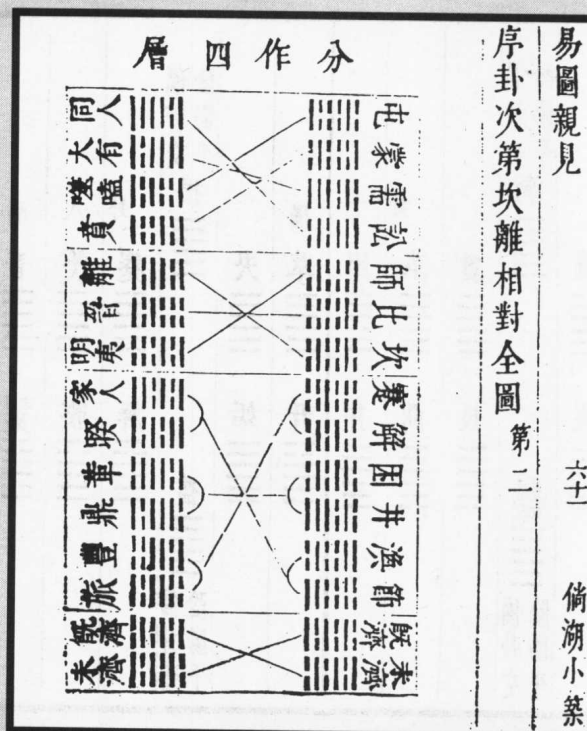 易圖親見
六十一
倘湖小築
序卦次第坎離相對全圖 第二
分作四層
屯 蒙 需 訟
師 比 坎
蹇 解 困 井 渙 節
既濟 未濟
同人 大有 噬嗑 賁
離 晉 明夷
家人 睽 革 鼎 豐 旅
既濟 未濟